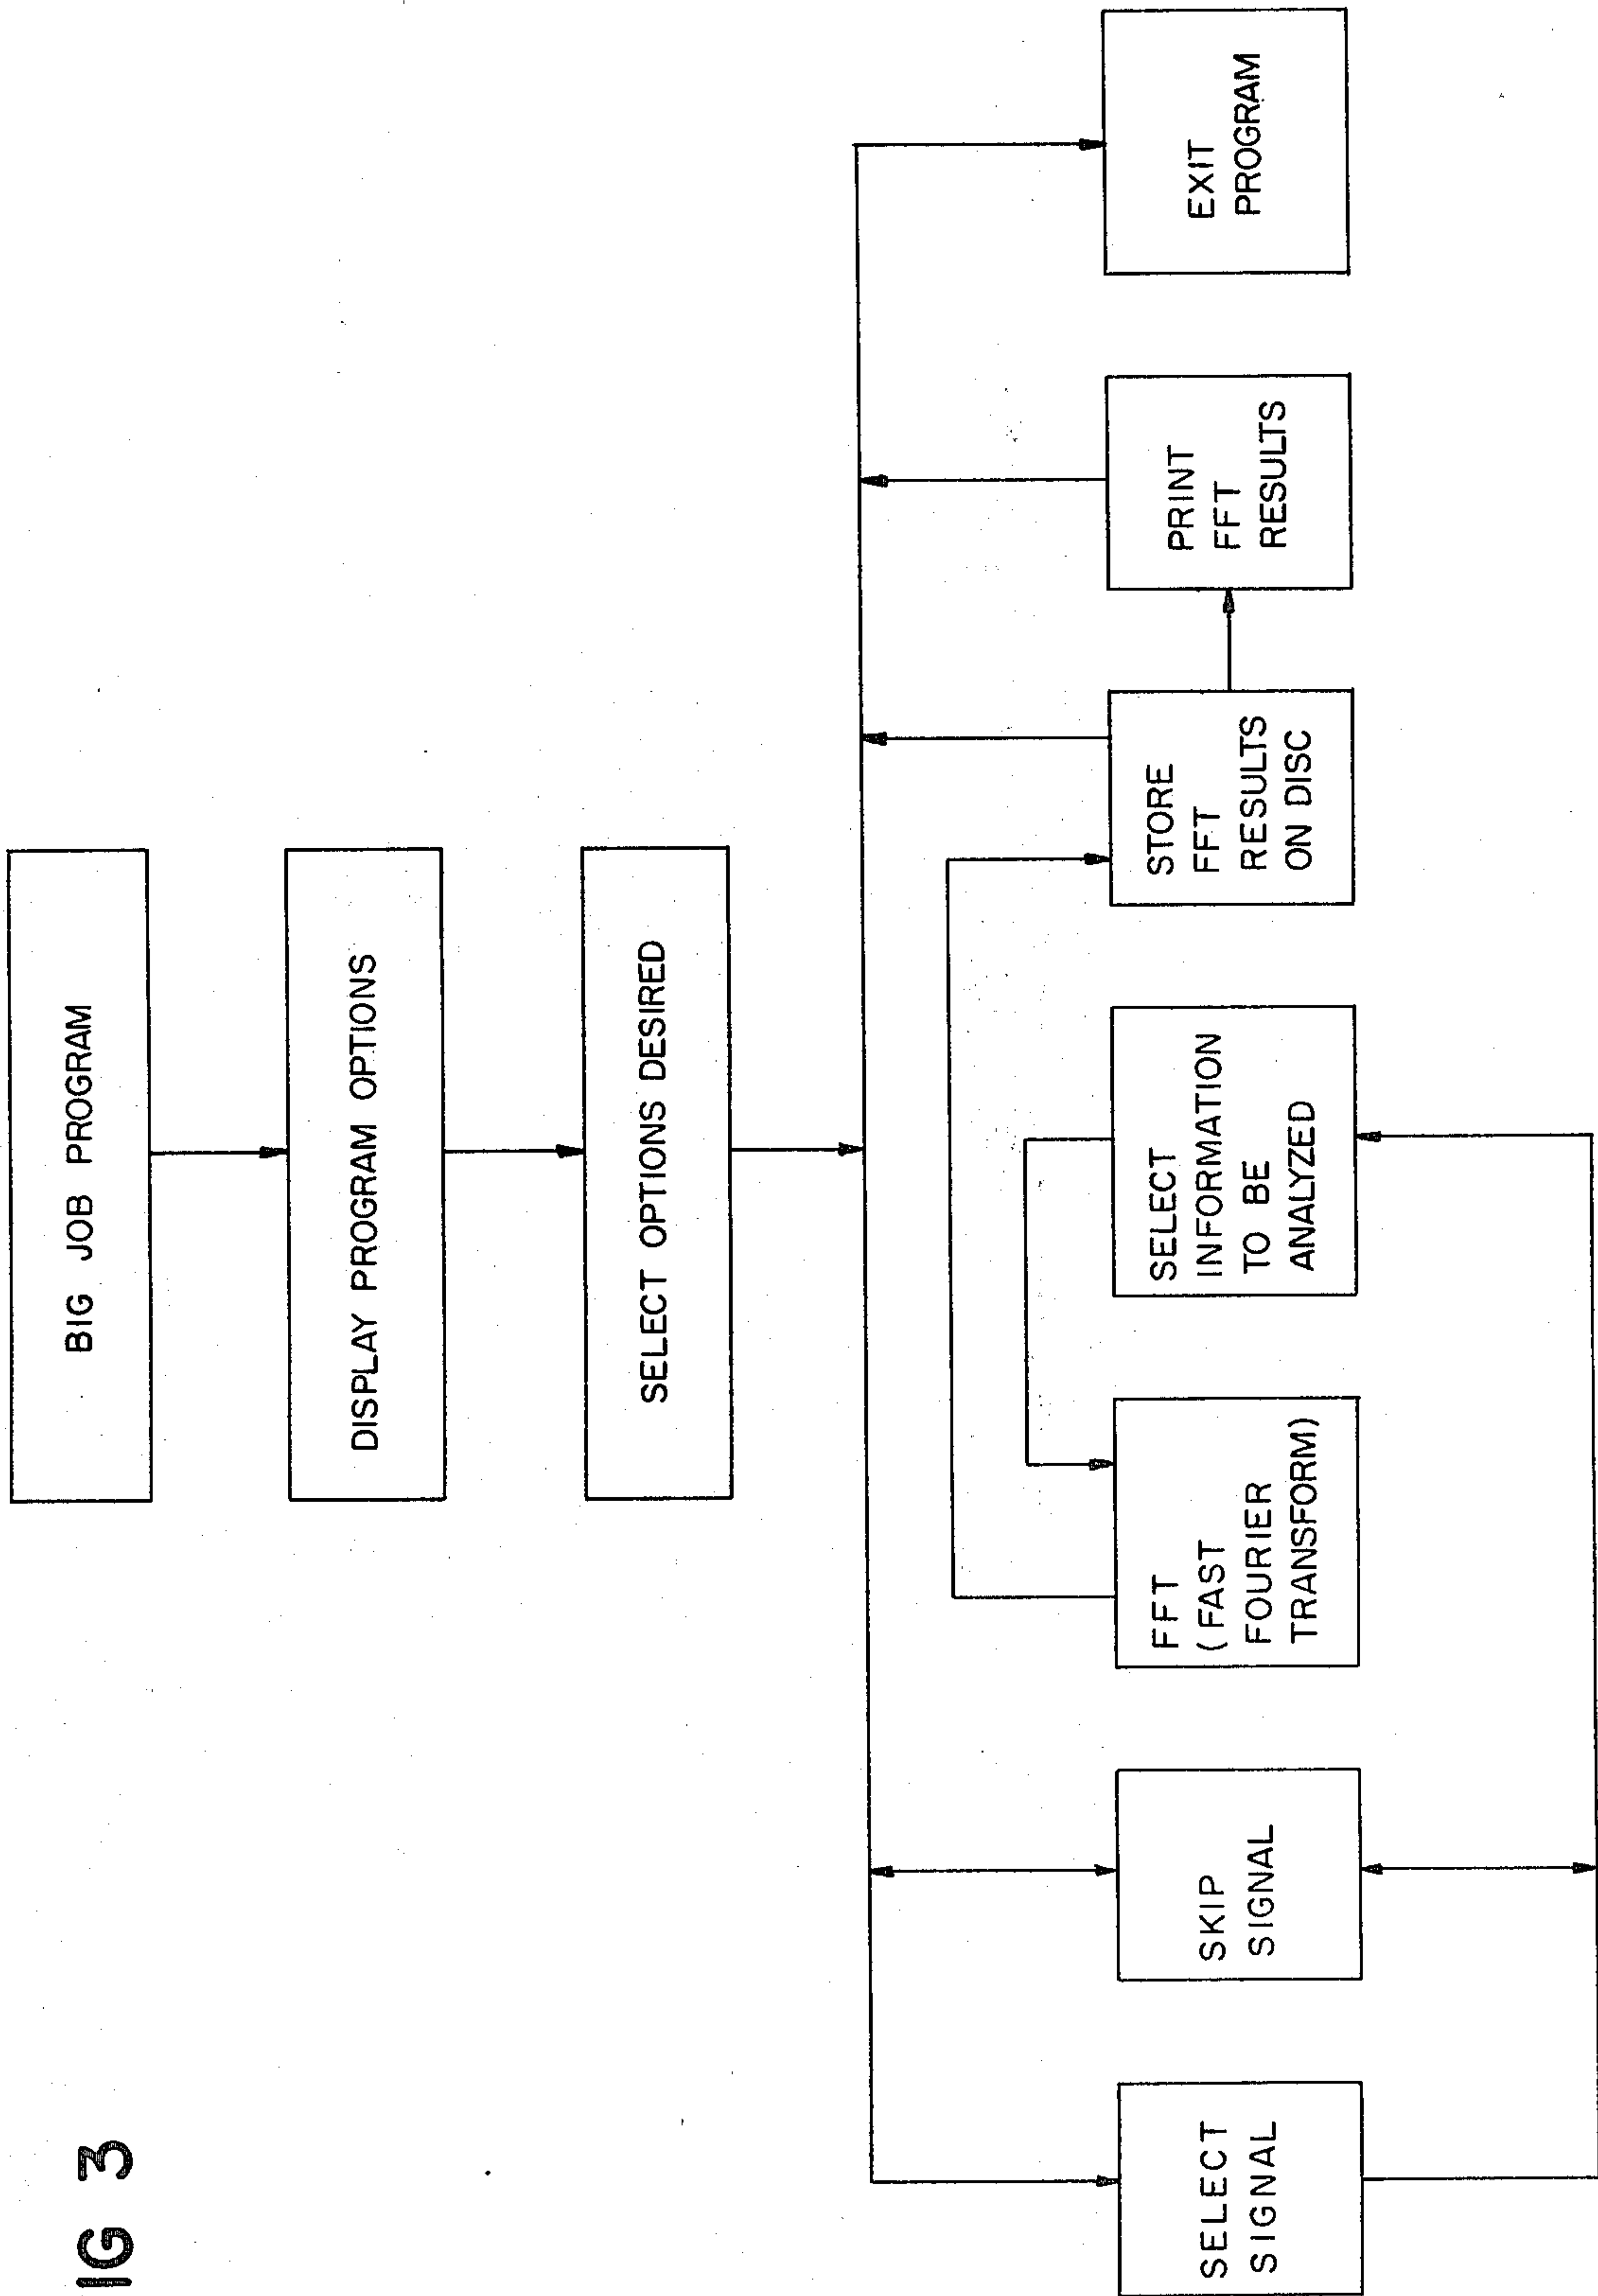 IG 3
BIG JOB PROGRAM
DISPLAY PROGRAM OPTIONS
SELECT OPTIONS DESIRED
SELECT
SIGNAL
SKIP
SIGNAL
FFT
(FAST
FOURIER
TRANSFORM)
SELECT
INFORMATION
TO BE
ANALYZED
STORE
FFT
RESULTS
ON DISC
PRINT
FFT
RESULTS
EXIT
PROGRAM